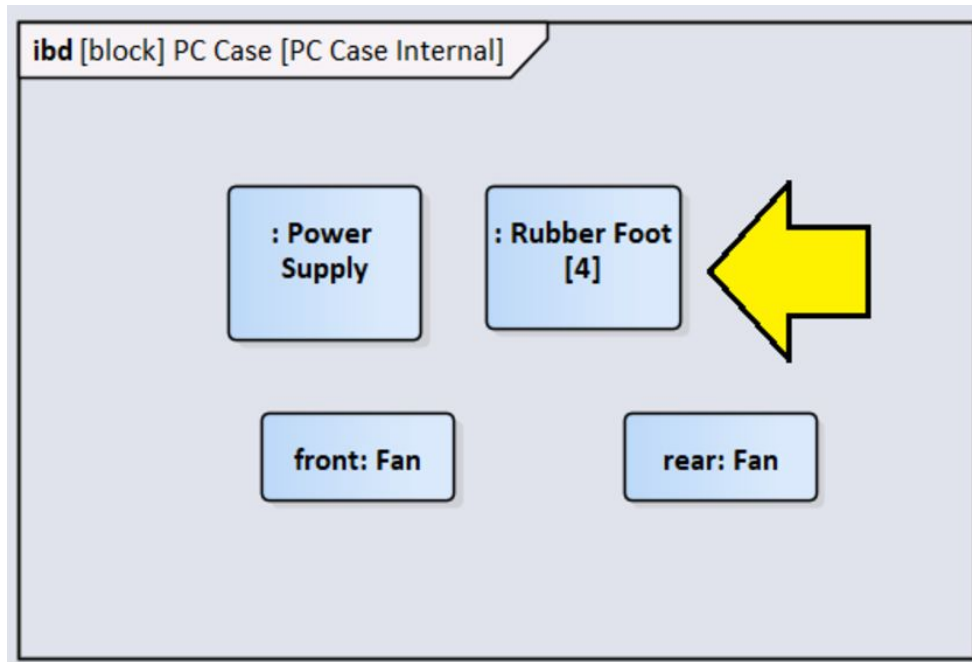 ibd [block] PC Case [PC Case Internal]
: Power
Supply
: Rubber Foot
[4]
front: Fan
rear: Fan